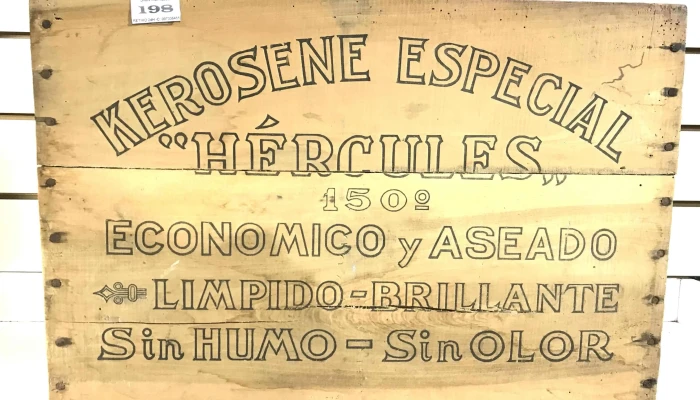 198
KEROSENE ESPECIAL
"HÉRCULES„
150º
ECONOMICO y ASEADO
LIMPIDO-BRILLANTE
Sin HUMO - Sin OLOR